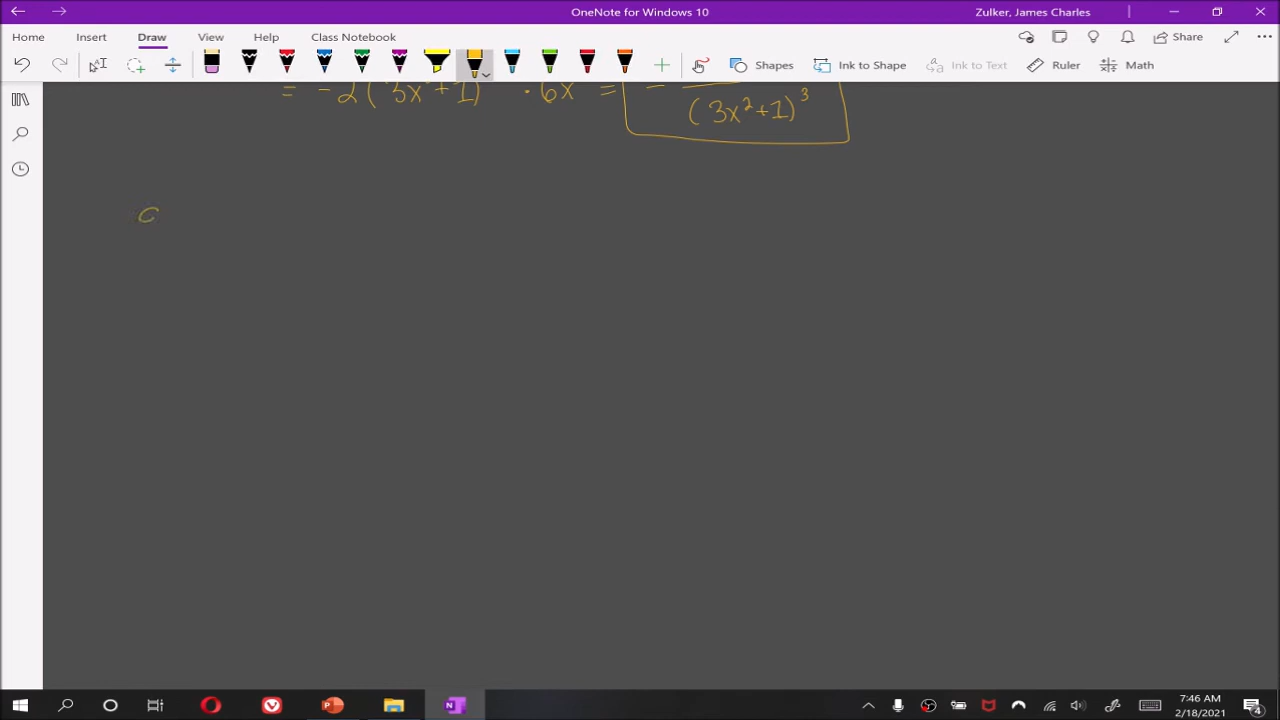 OneNote for Windows 10
Zulker, James Charles
Home Insert Draw View Help Class Notebook
Share
Shapes Ink to Shape Ink to Text Ruler Math
= -2(3x²+1) · 6x = -
(3x²+1)³
C
7:46 AM
2/18/2021
4